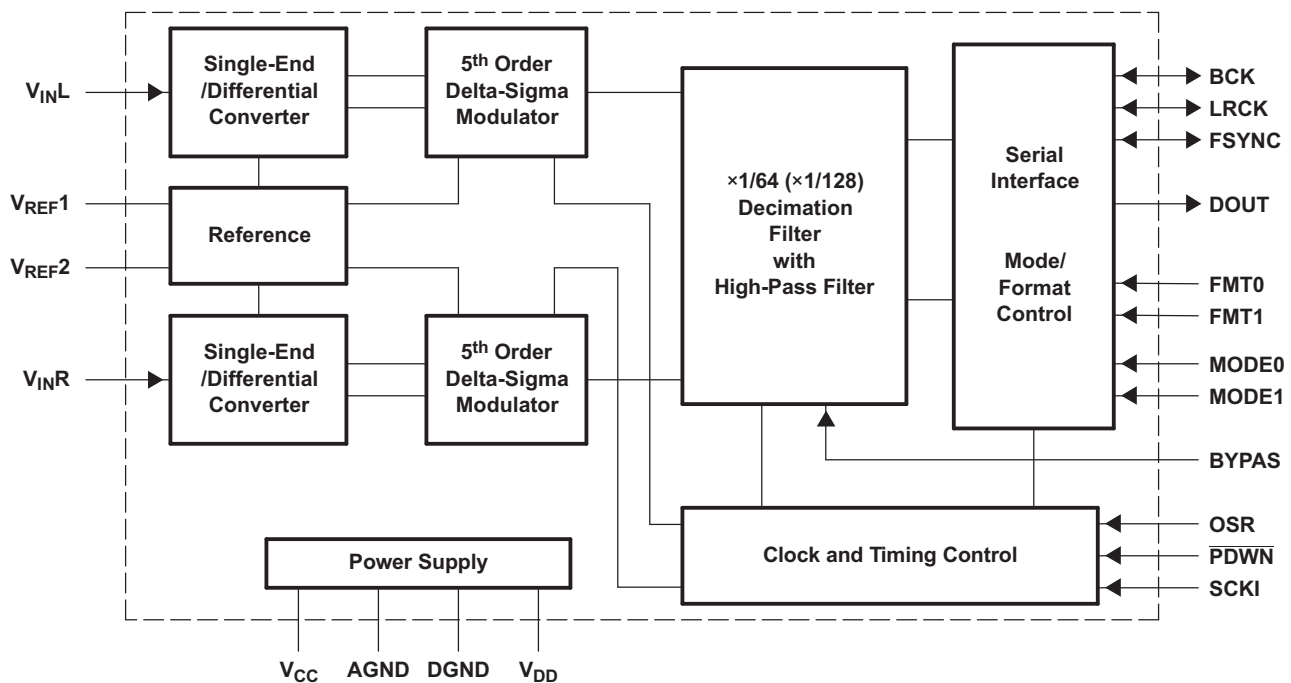 Single-End
/Differential
Converter
5th Order
Delta-Sigma
Modulator
VINL
VREF1
Reference
VREF2
Single-End
/Differential
Converter
5th Order
Delta-Sigma
Modulator
VINR
×1/64 (×1/128)
Decimation
Filter
with
High-Pass Filter
Serial
Interface
Mode/
Format
Control
BCK
LRCK
FSYNC
DOUT
FMT0
FMT1
MODE0
MODE1
BYPAS
Clock and Timing Control
OSR
PDWN
SCKI
Power Supply
VCC AGND DGND VDD